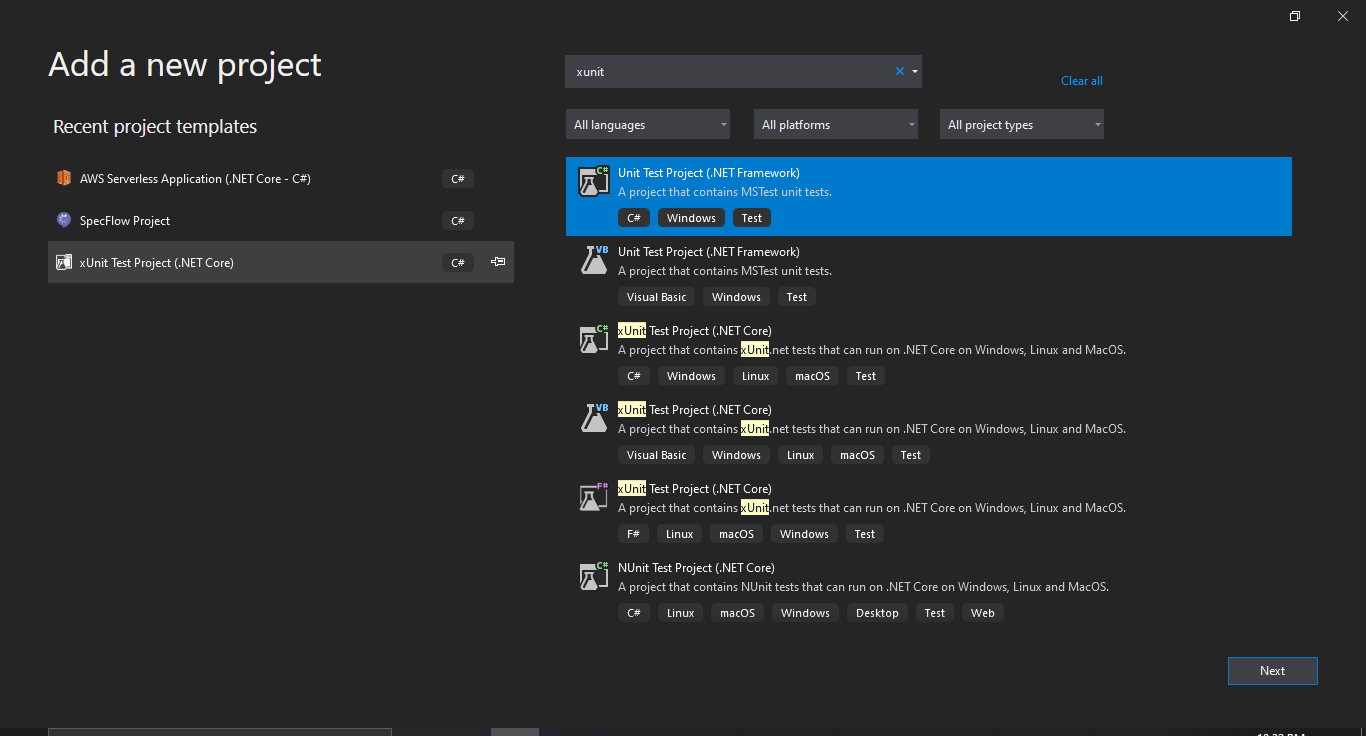 Add a new project
Recent project templates
AWS Serverless Application (.NET Core - C#) C#
SpecFlow Project C#
xUnit Test Project (.NET Core) C#
xunit
Clear all
All languages All platforms All project types
C#
Unit Test Project (.NET Framework)
A project that contains MSTest unit tests.
C# Windows Test
VB
Unit Test Project (.NET Framework)
A project that contains MSTest unit tests.
Visual Basic Windows Test
C#
xUnit Test Project (.NET Core)
A project that contains xUnit.net tests that can run on .NET Core on Windows, Linux and MacOS.
C# Windows Linux macOS Test
VB
xUnit Test Project (.NET Core)
A project that contains xUnit.net tests that can run on .NET Core on Windows, Linux and MacOS.
Visual Basic Windows Linux macOS Test
F#
xUnit Test Project (.NET Core)
A project that contains xUnit.net tests that can run on .NET Core on Windows, Linux and MacOS.
F# Linux macOS Windows Test
C#
NUnit Test Project (.NET Core)
A project that contains NUnit tests that can run on .NET Core on Windows, Linux and MacOS.
C# Linux macOS Windows Desktop Test Web
Next